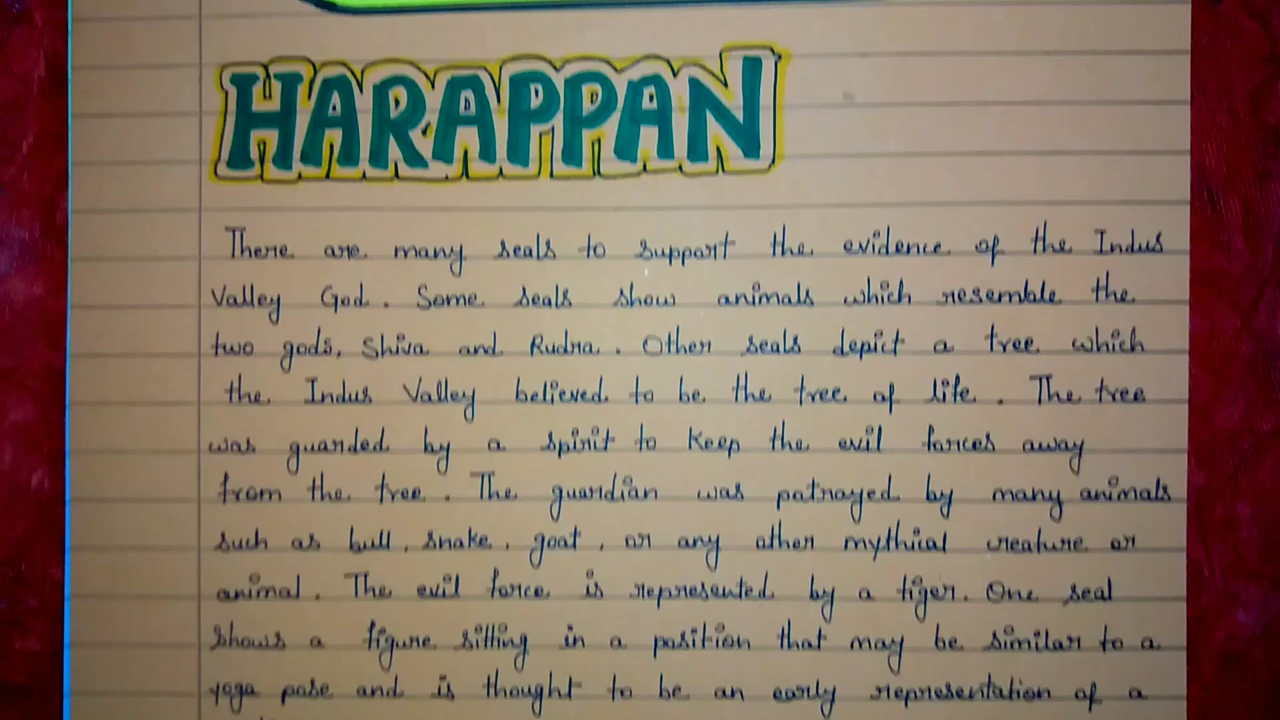 HARAPPAN
There are many seals to support the evidence of the Indus
Valley God. Some seals show animals which resemble the
two gods, Shiva and Rudra. Other seals depict a tree which
the Indus Valley believed to be the tree of life. The tree
was guarded by a spirit to keep the evil forces away
from the tree. The guardian was patrayed by many animals
such as bull, snake, goat, or any other mythical creature or
animal. The evil force is represented by a tiger. One seal
shows a figure sitting in a position that may be similar to a
yoga pose and is thought to be an early representation of a